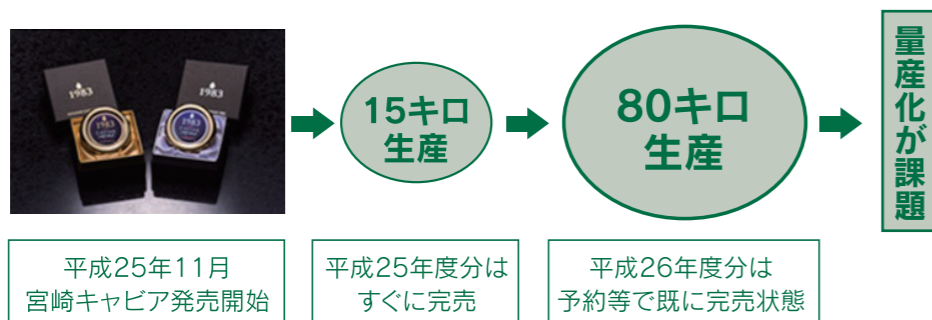 1983
1983
1983
1983
15キロ
生産
80キロ
生産
量産化が課題
平成25年11月
宮崎キャビア発売開始
平成25年度分は
すぐに完売
平成26年度分は
予約等で既に完売状態